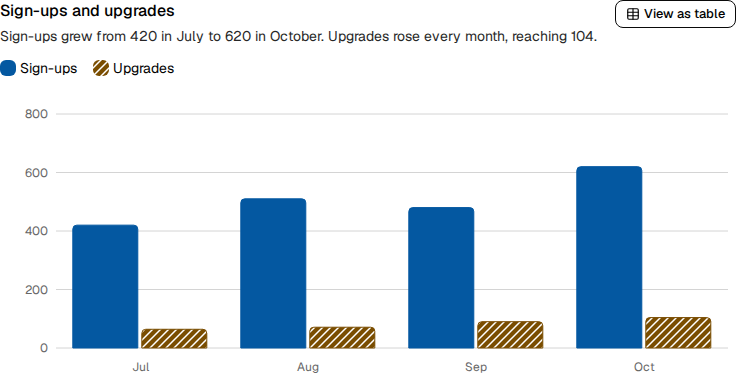 Sign-ups and upgrades
View as table
Sign-ups grew from 420 in July to 620 in October. Upgrades rose every month, reaching 104.
Sign-ups Upgrades
800
600
400
200
0
Jul Aug Sep Oct